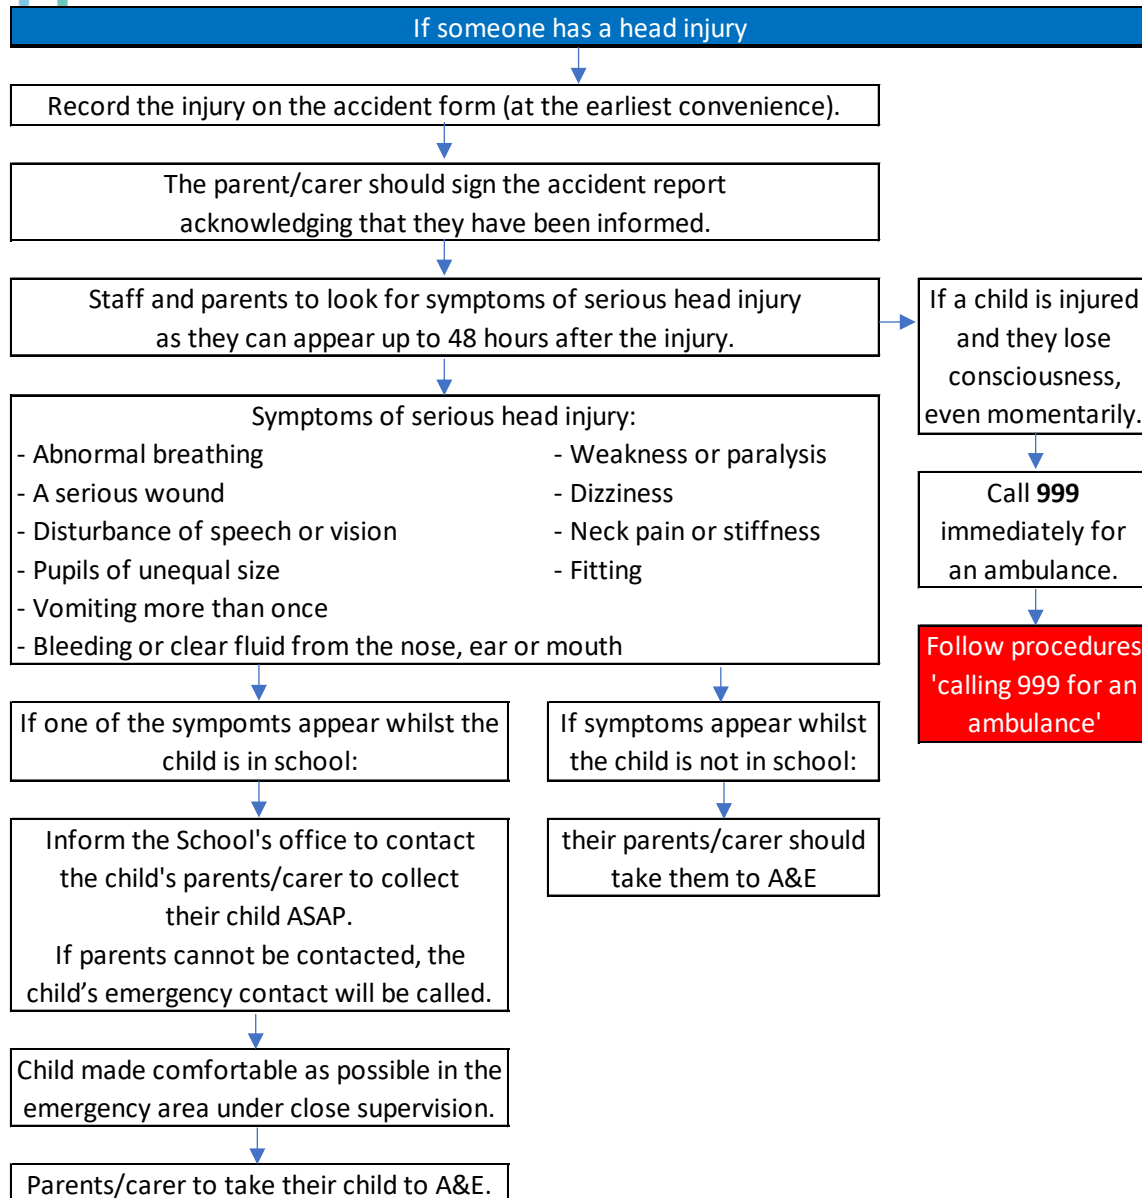 If someone has a head injury
Record the injury on the accident form (at the earliest convenience).
The parent/carer should sign the accident report
acknowledging that they have been informed.
Staff and parents to look for symptoms of serious head injury
as they can appear up to 48 hours after the injury.
If a child is injured
and they lose
consciousness,
even momentarily.
Call 999
immediately for
an ambulance.
Follow procedures
'calling 999 for an
ambulance'
Symptoms of serious head injury:
- Abnormal breathing
- A serious wound
- Disturbance of speech or vision
- Pupils of unequal size
- Vomiting more than once
- Bleeding or clear fluid from the nose, ear or mouth
- Weakness or paralysis
- Dizziness
- Neck pain or stiffness
- Fitting
If one of the sympomts appear whilst the
child is in school:
Inform the School's office to contact
the child's parents/carer to collect
their child ASAP.
If parents cannot be contacted, the
child’s emergency contact will be called.
Child made comfortable as possible in the
emergency area under close supervision.
Parents/carer to take their child to A&E.
If symptoms appear whilst
the child is not in school:
their parents/carer should
take them to A&E